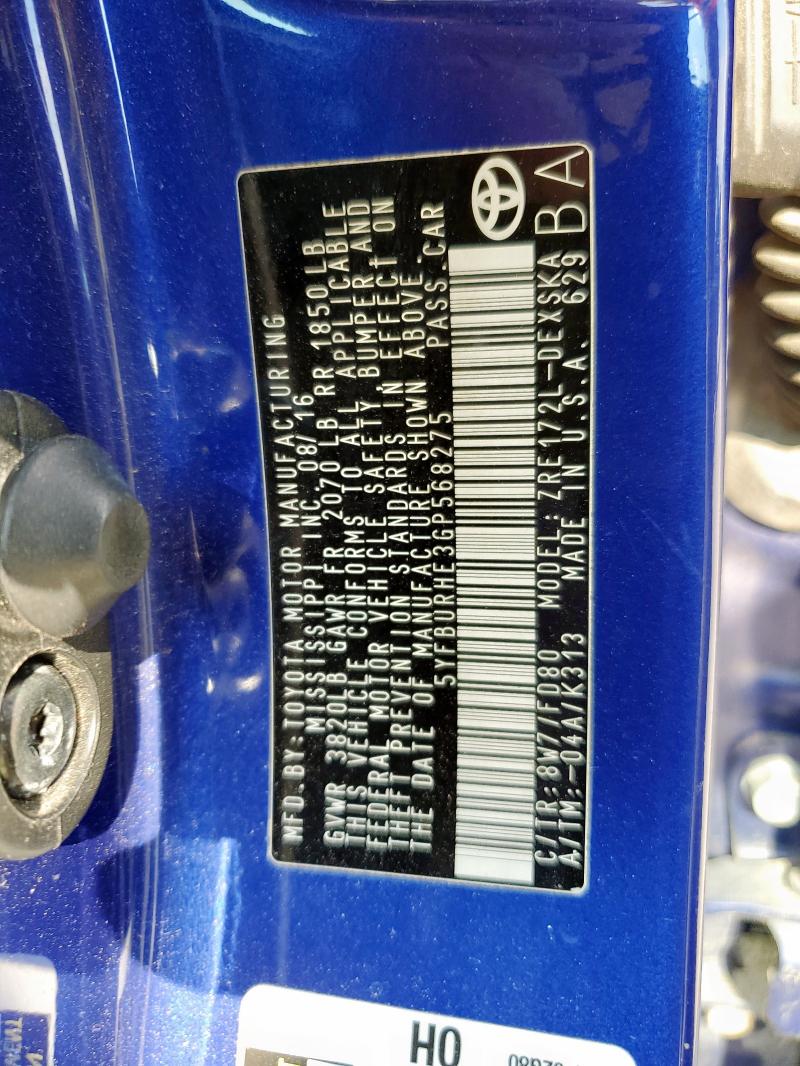 MFD.BY:TOYOTA MOTOR MANUFACTURING
MISSISSIPPI INC. 08/16
GVWR 3820LB GAWR FR 2070LB RR 1850LB
THIS VEHICLE CONFORMS TO ALL APPLICABLE
FEDERAL MOTOR VEHICLE SAFETY BUMPER AND
THEFT PREVENTION STANDARDS IN EFFECT ON
THE DATE OF MANUFACTURE SHOWN ABOVE.
5YFBURHE3GP568275 PASS.CAR
C/TR:8W7/FD80 MODEL:ZRE172L-DEXSKA
A/TM:-04A/K313 MADE IN U.S.A. 629
BA
HO